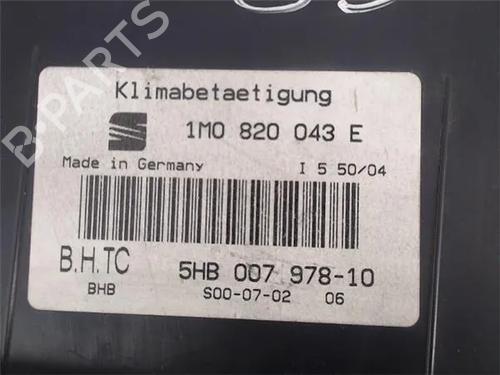 B-PARTS
Klimabetaetigung
1M0 820 043 E
Made in Germany I 5 50/04
B.H.TC 5HB 007 978-10
BHB S00-07-02 06